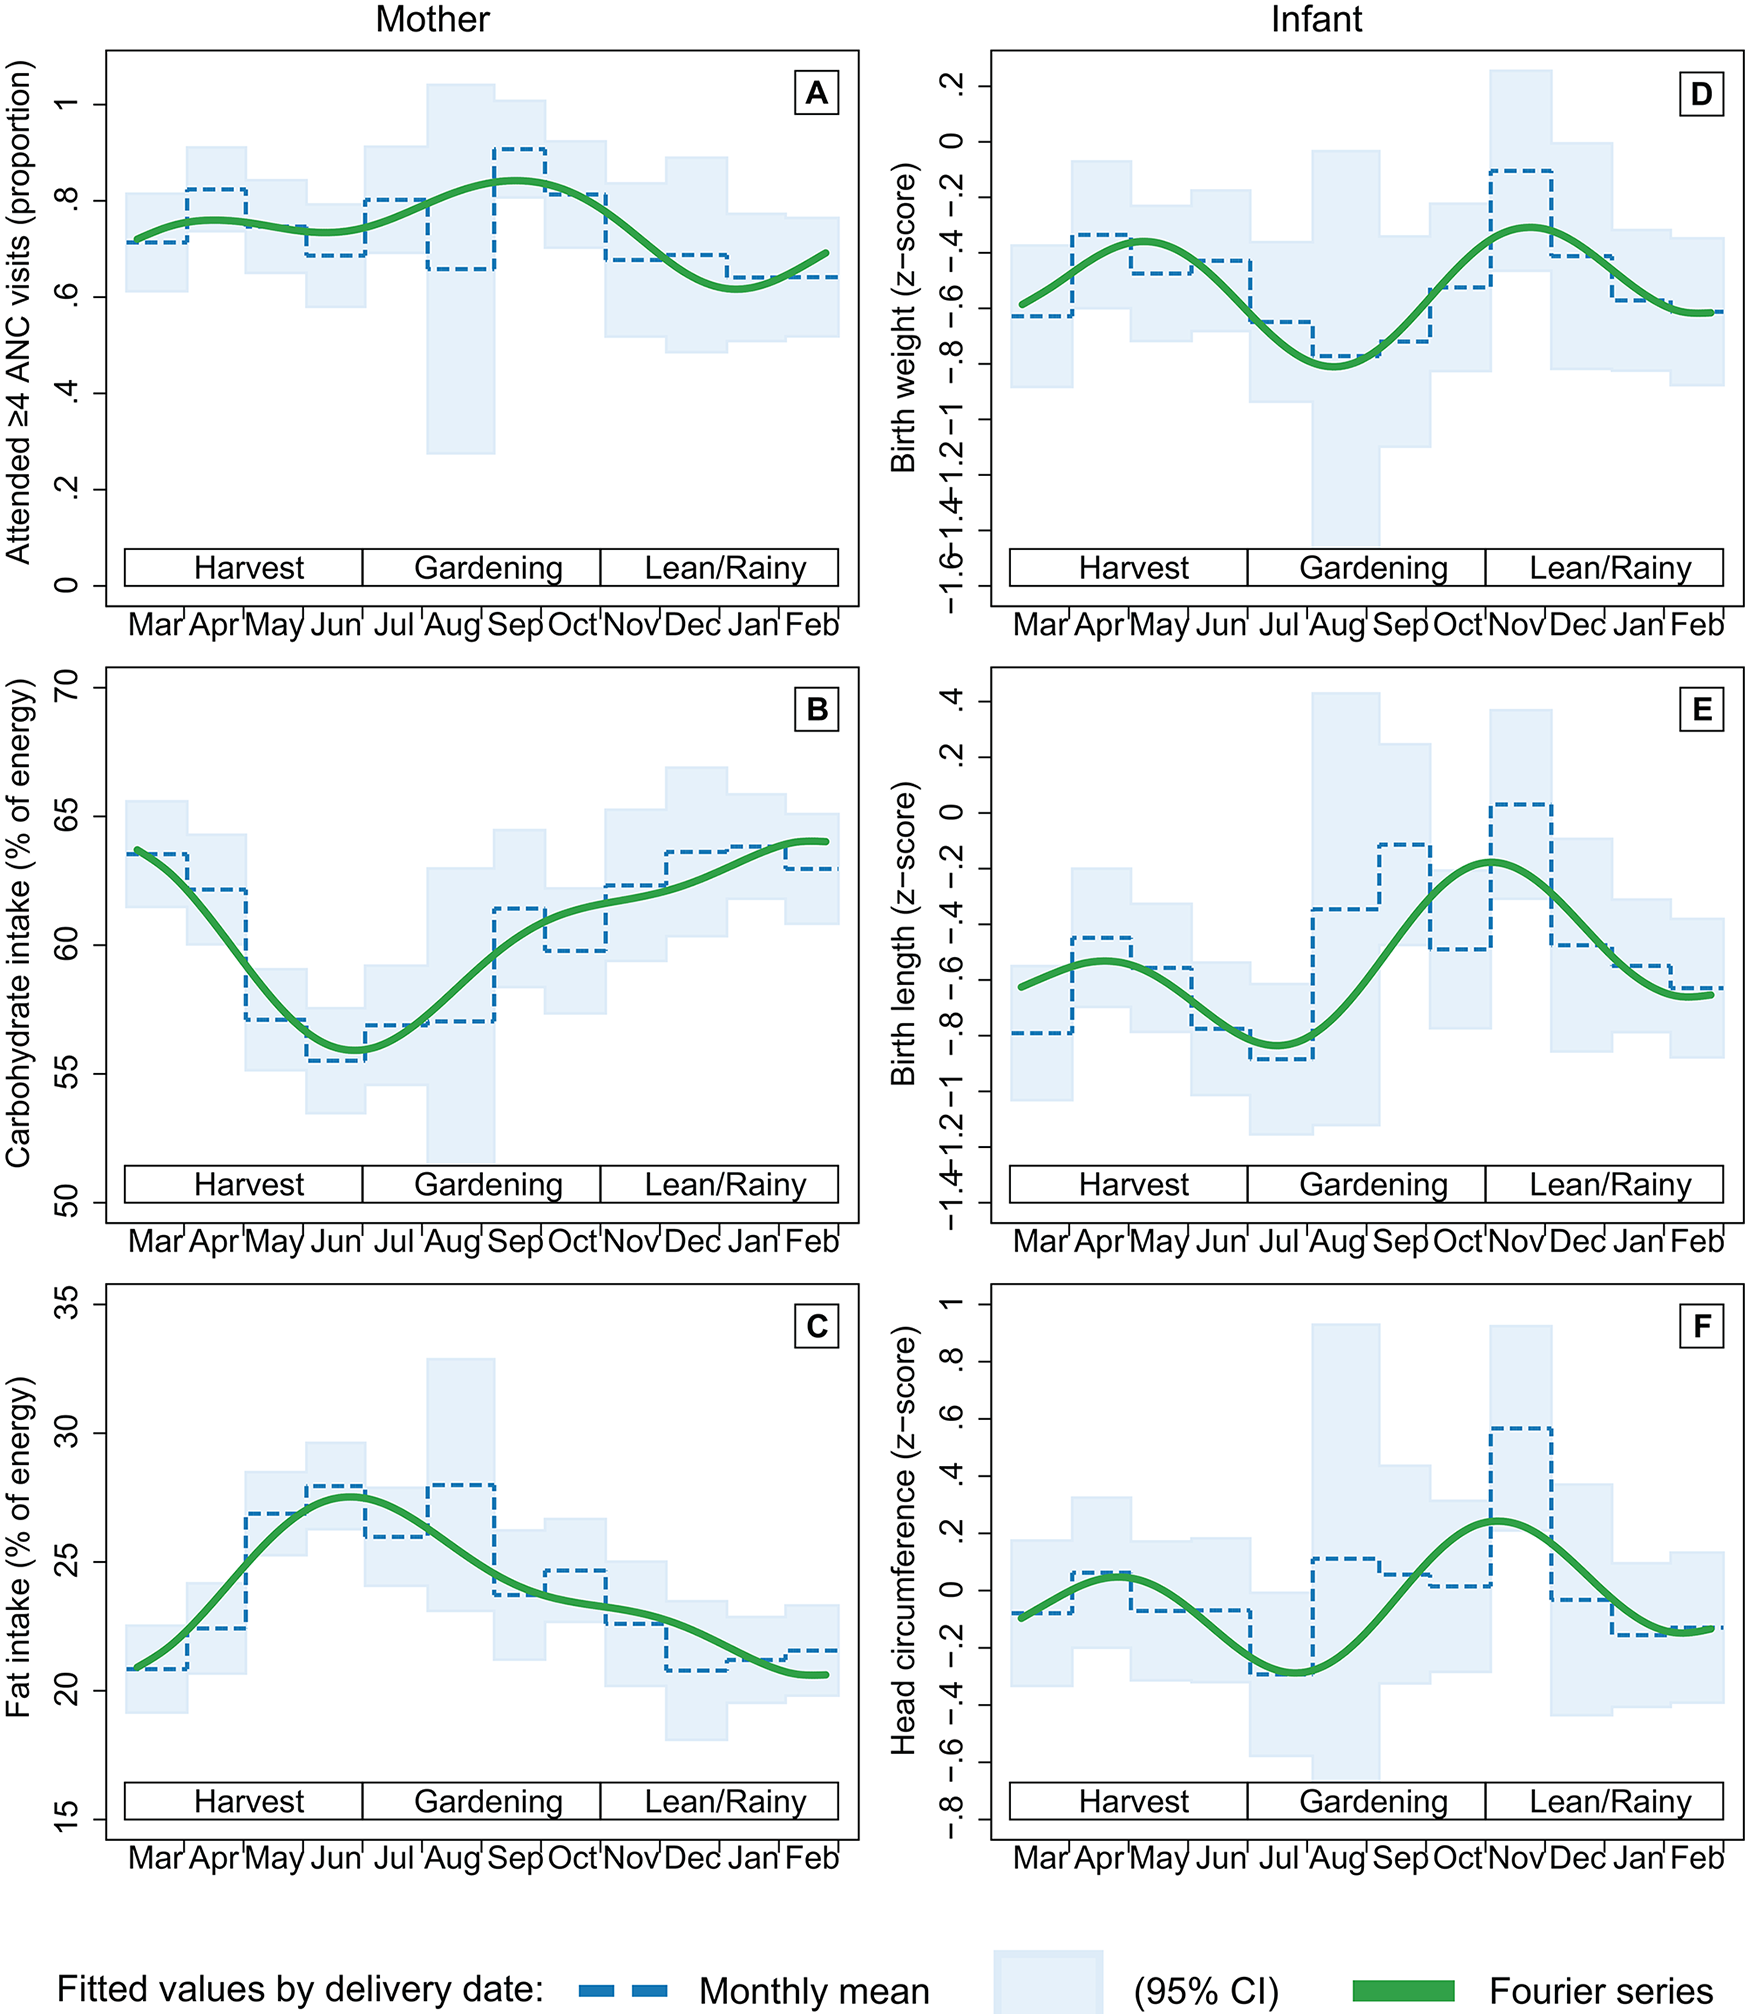 Mother
Infant
A
Attended ≥4 ANC visits (proportion)
1
.8
.6
.4
.2
0
Harvest Gardening Lean/Rainy
Mar Apr May Jun Jul Aug Sep Oct Nov Dec Jan Feb
D
Birth weight (z−score)
.2
0
−.2
−.4
−.6
−.8
−1
−1.2
−1.4
−1.6
Harvest Gardening Lean/Rainy
Mar Apr May Jun Jul Aug Sep Oct Nov Dec Jan Feb
B
Carbohydrate intake (% of energy)
70
65
60
55
50
Harvest Gardening Lean/Rainy
Mar Apr May Jun Jul Aug Sep Oct Nov Dec Jan Feb
E
Birth length (z−score)
.4
.2
0
−.2
−.4
−.6
−.8
−1
−1.2
−1.4
Harvest Gardening Lean/Rainy
Mar Apr May Jun Jul Aug Sep Oct Nov Dec Jan Feb
C
Fat intake (% of energy)
35
30
25
20
15
Harvest Gardening Lean/Rainy
Mar Apr May Jun Jul Aug Sep Oct Nov Dec Jan Feb
F
Head circumference (z−score)
1
.8
.6
.4
.2
0
−.2
−.4
−.6
−.8
Harvest Gardening Lean/Rainy
Mar Apr May Jun Jul Aug Sep Oct Nov Dec Jan Feb
Fitted values by delivery date: Monthly mean (95% CI) Fourier series